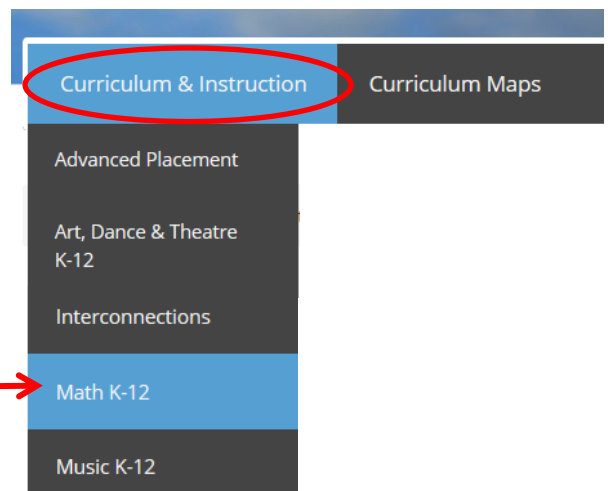 Curriculum & Instruction Curriculum Maps
Advanced Placement
Art, Dance & Theatre
K-12
Interconnections
Math K-12
Music K-12